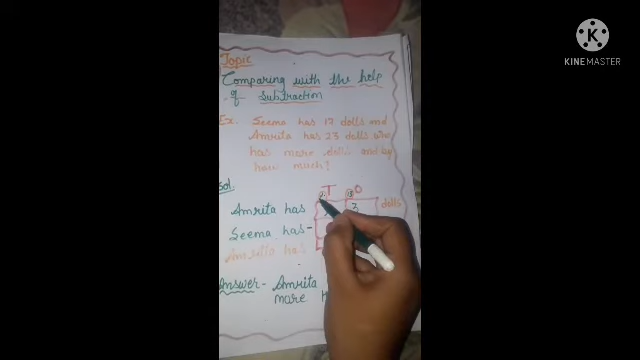 Topic
Comparing with the help
of subtraction
Ex. Seema has 17 dolls and
Amrita has 23 dolls who
has more dolls and by
how much?
Sol.
T O
Amrita has 3 dolls
Seema has -
Amrita has
Answer - Amrita
more
K
KINEMASTER